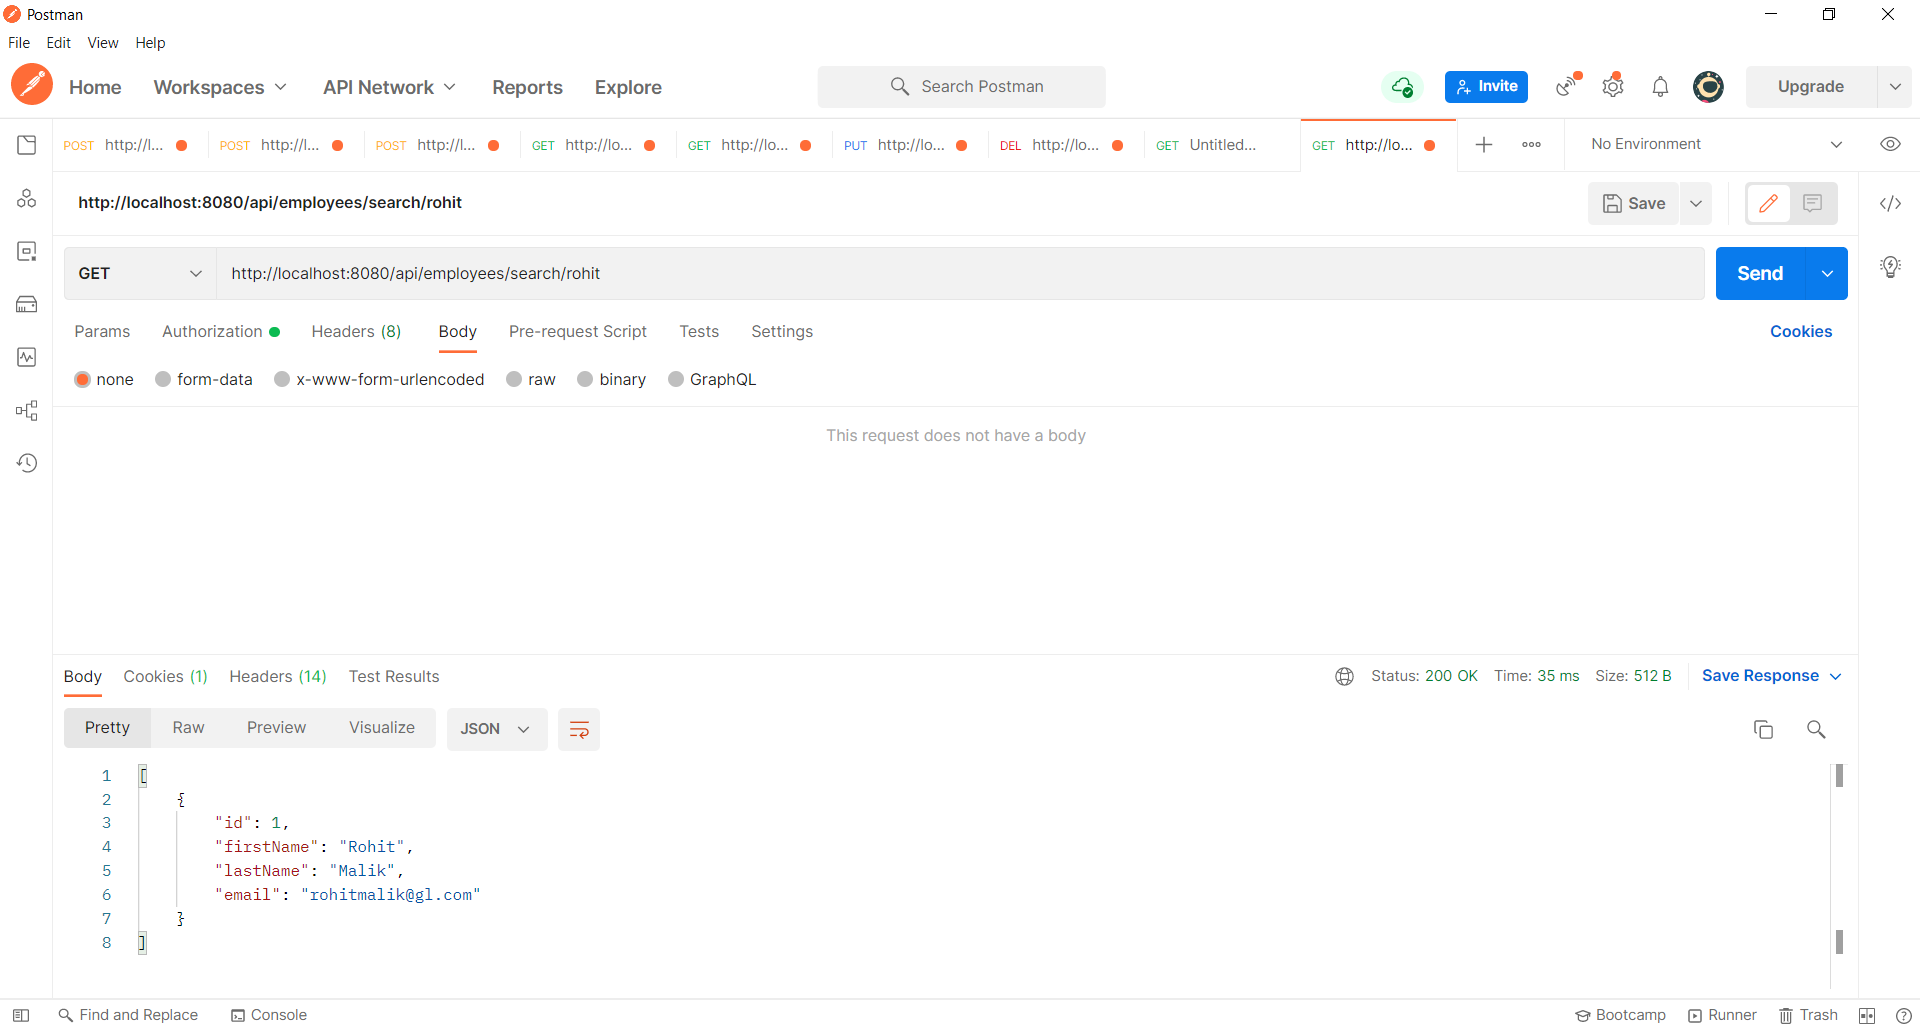 Postman
File Edit View Help
Home Workspaces API Network Reports Explore Search Postman Invite Upgrade
POST http://l... POST http://l... POST http://l... GET http://lo... GET http://lo... PUT http://lo... DEL http://lo... GET Untitled... GET http://lo... No Environment
http://localhost:8080/api/employees/search/rohit Save
GET http://localhost:8080/api/employees/search/rohit Send
Params Authorization Headers (8) Body Pre-request Script Tests Settings Cookies
none form-data x-www-form-urlencoded raw binary GraphQL
This request does not have a body
Body Cookies (1) Headers (14) Test Results Status: 200 OK Time: 35 ms Size: 512 B Save Response
Pretty Raw Preview Visualize JSON
1 [
2 {
3 "id": 1,
4 "firstName": "Rohit",
5 "lastName": "Malik",
6 "email": "rohitmalik@gl.com"
7 }
8 ]
Find and Replace Console Bootcamp Runner Trash